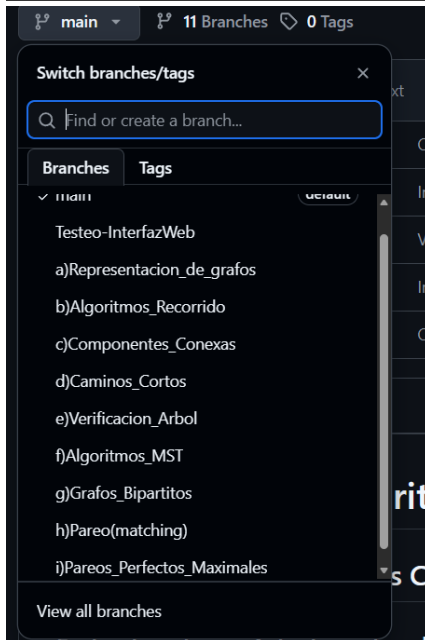 main 11 Branches 0 Tags
Switch branches/tags
Find or create a branch...
Branches Tags
main default
Testeo-InterfazWeb
a)Representacion_de_grafos
b)Algoritmos_Recorrido
c)Componentes_Conexas
d)Caminos_Cortos
e)Verificacion_Arbol
f)Algoritmos_MST
g)Grafos_Bipartitos
h)Pareo(matching)
i)Pareos_Perfectos_Maximales
View all branches